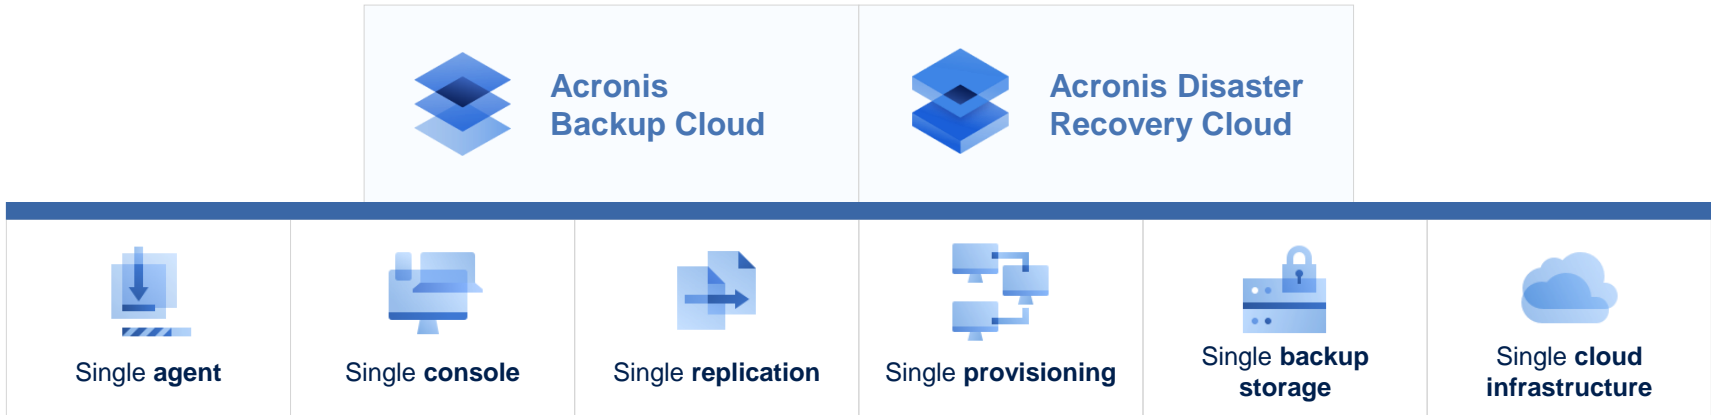 Acronis
Backup Cloud
Acronis Disaster
Recovery Cloud
Single agent
Single console
Single replication
Single provisioning
Single backup
storage
Single cloud
infrastructure